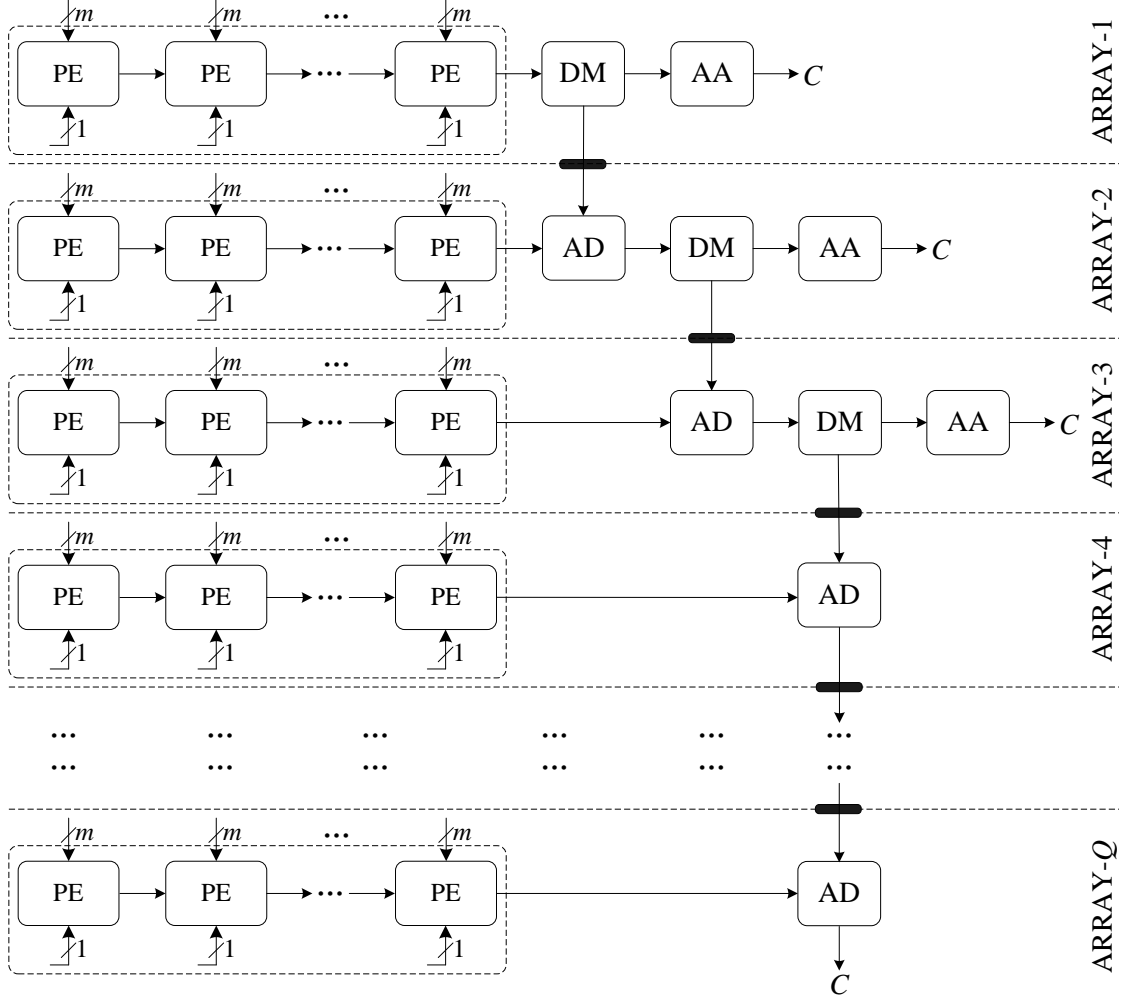 m m ... m
PE PE ... PE DM AA C
1 1 1
ARRAY-1
m m ... m
PE PE ... PE AD DM AA C
1 1 1
ARRAY-2
m m ... m
PE PE ... PE AD DM AA C
1 1 1
ARRAY-3
m m ... m
PE PE ... PE AD
1 1 1
ARRAY-4
... ... ... ... ... ...
... ... ... ... ... ...
m m ... m
PE PE ... PE AD
1 1 1
C
ARRAY-Q